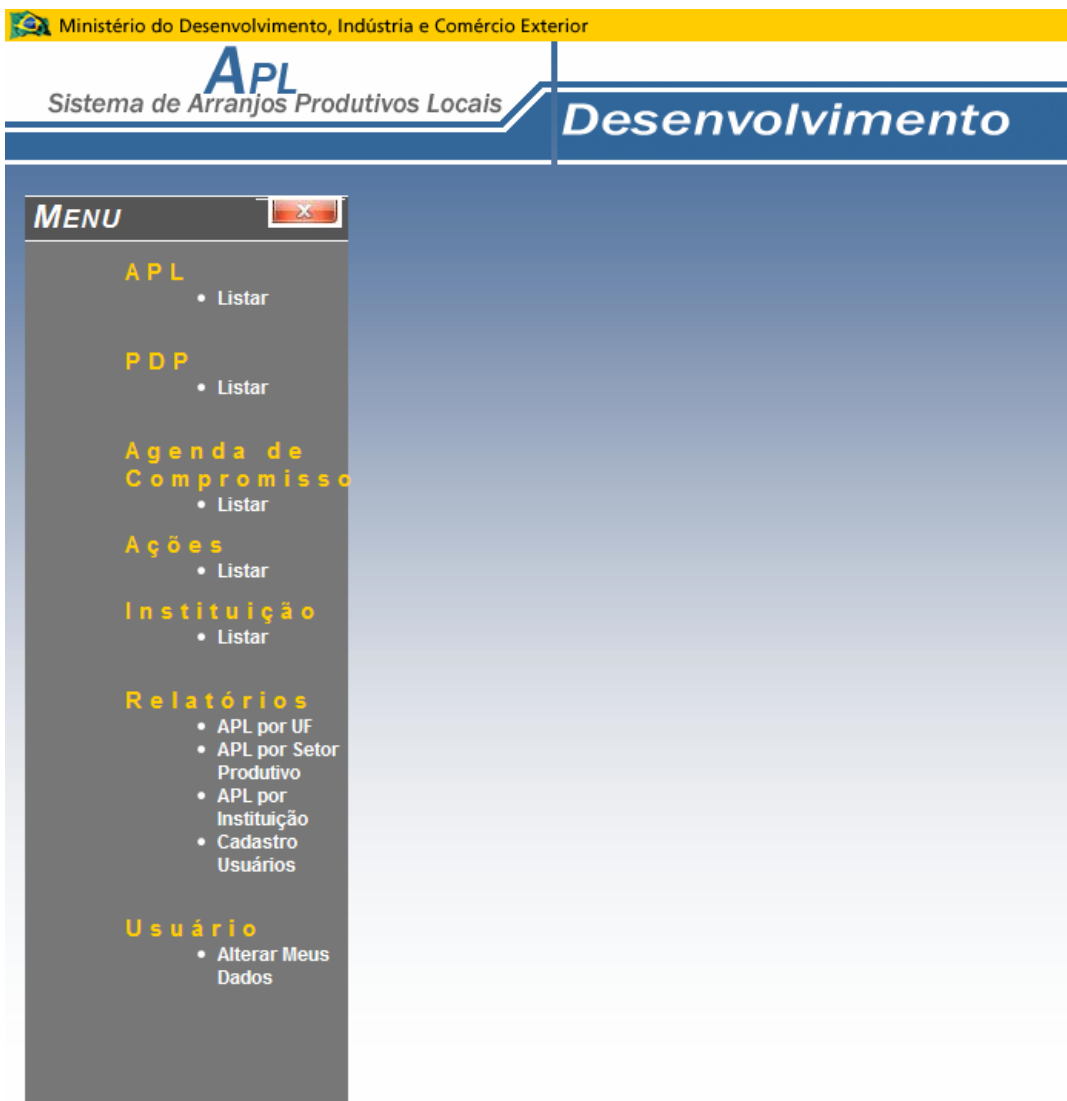 Ministério do Desenvolvimento, Indústria e Comércio Exterior
APL
Sistema de Arranjos Produtivos Locais
Desenvolvimento
MENU
X
APL
• Listar
PDP
• Listar
Agenda de
Compromisso
• Listar
Ações
• Listar
Instituição
• Listar
Relatórios
• APL por UF
• APL por Setor
Produtivo
• APL por
Instituição
• Cadastro
Usuários
Usuário
• Alterar Meus
Dados